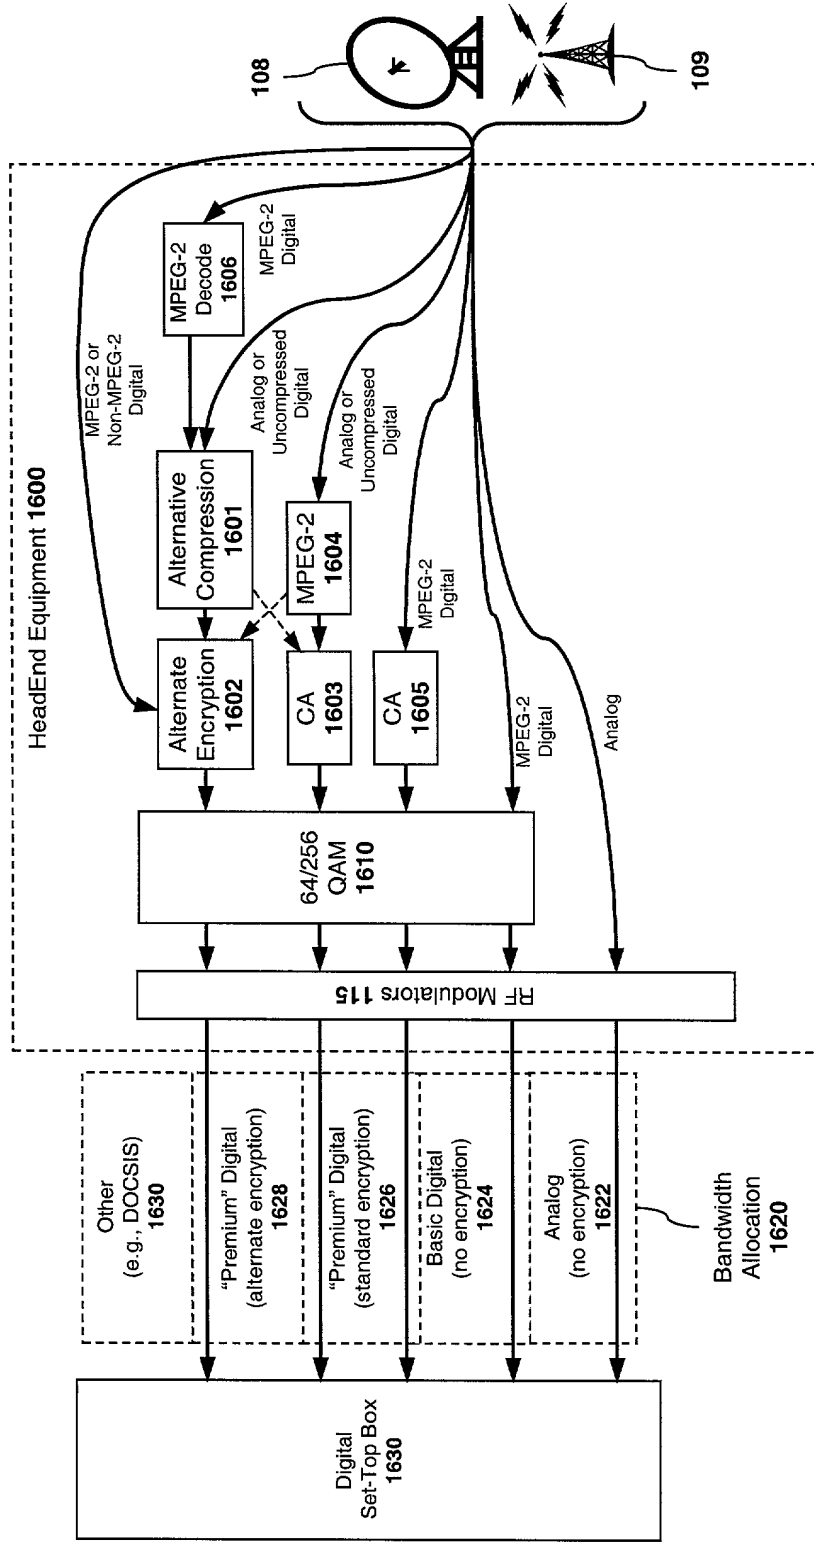 HeadEnd Equipment 1600
108
109
MPEG-2 or
Non-MPEG-2
Digital
MPEG-2
Decode
1606
MPEG-2
Digital
Alternative
Compression
1601
Analog or
Uncompressed
Digital
Alternate
Encryption
1602
MPEG-2
1604
Analog or
Uncompressed
Digital
CA
1603
CA
1605
MPEG-2
Digital
MPEG-2
Digital
Analog
64/256
QAM
1610
RF Modulators 115
Other
(e.g., DOCSIS)
1630
“Premium” Digital
(alternate encryption)
1628
“Premium” Digital
(standard encryption)
1626
Basic Digital
(no encryption)
1624
Analog
(no encryption)
1622
Bandwidth
Allocation
1620
Digital
Set-Top Box
1630